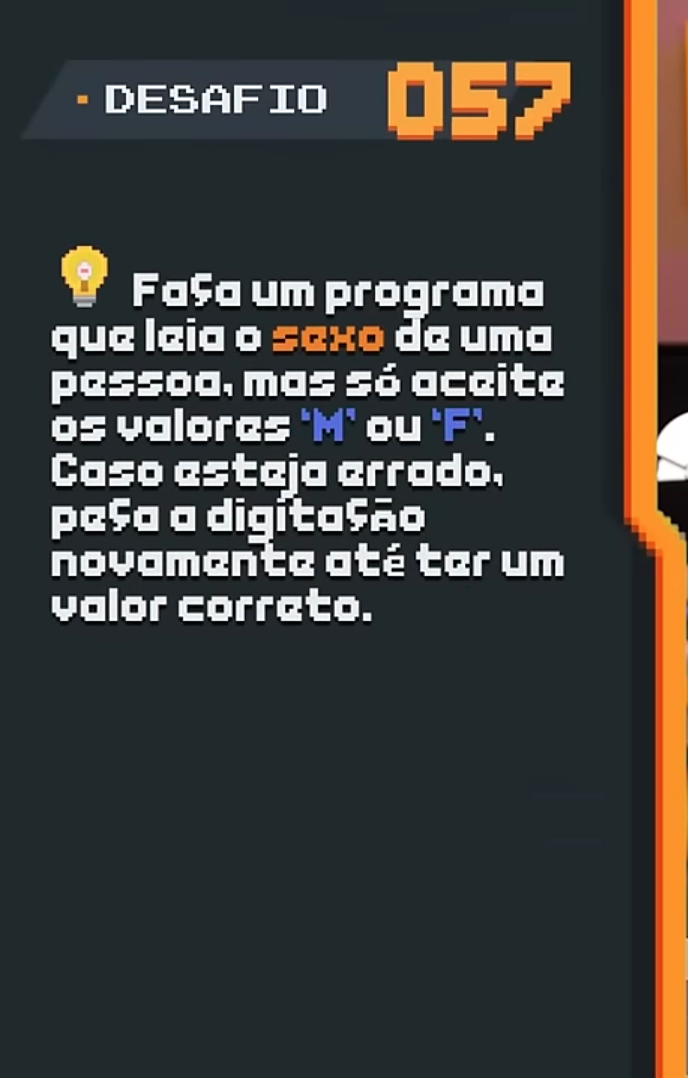 DESAFIO 057
Faça um programa
que leia o sexo de uma
pessoa, mas só aceite
os valores 'M' ou 'F'.
Caso esteja errado,
peça a digitação
novamente até ter um
valor correto.